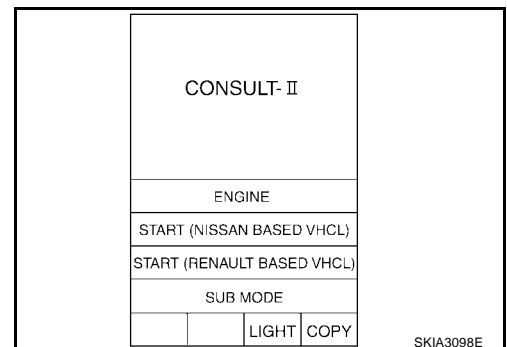 CONSULT-Ⅱ
ENGINE
START (NISSAN BASED VHCL)
START (RENAULT BASED VHCL)
SUB MODE
LIGHT COPY
SKIA3098E